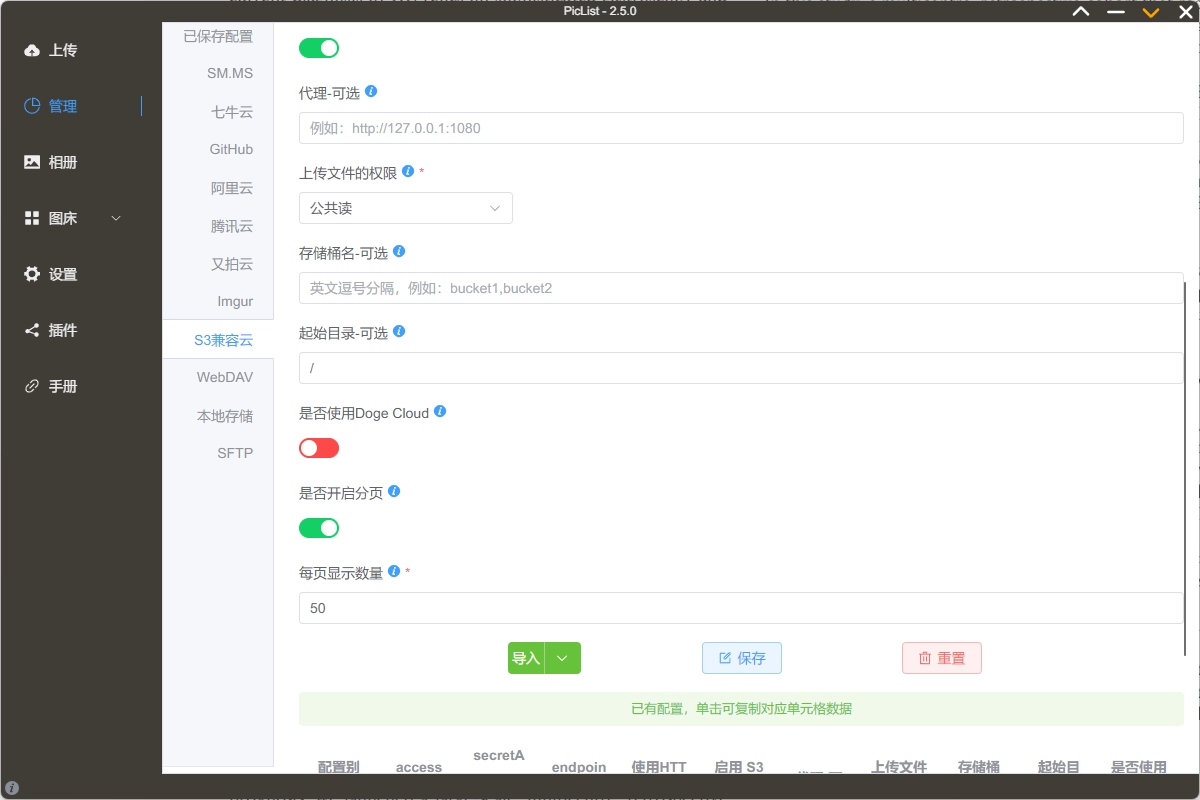 PicList - 2.5.0
上传
管理
相册
图床
设置
插件
手册
已保存配置
SM.MS
七牛云
GitHub
阿里云
腾讯云
又拍云
Imgur
S3兼容云
WebDAV
本地存储
SFTP
代理-可选
例如：http://127.0.0.1:1080
上传文件的权限 *
公共读
存储桶名-可选
英文逗号分隔，例如：bucket1,bucket2
起始目录-可选
/
是否使用Doge Cloud
是否开启分页
每页显示数量 *
50
导入 保存 重置
已有配置，单击可复制对应单元格数据
secretA
配置别 access endpoin 使用HTT 启用 S3 上传文件 存储桶 起始目 是否使用